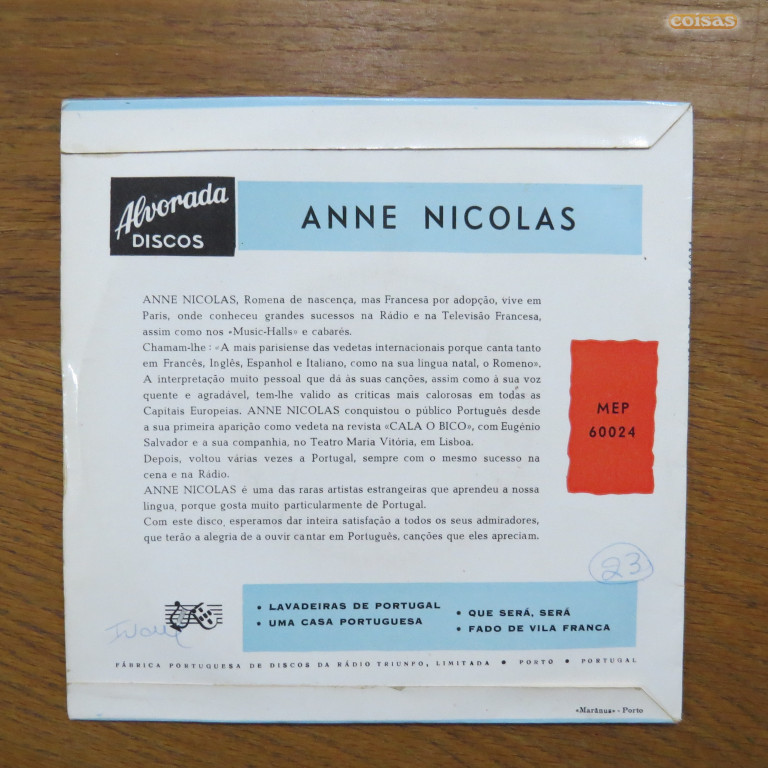 coisas
Alvorada
DISCOS
ANNE NICOLAS
ANNE NICOLAS, Romena de nascença, mas Francesa por adopção, vive em
Paris, onde conheceu grandes sucessos na Rádio e na Televisão Francesa,
assim como nos «Music-Halls» e cabarés.
Chamam-lhe: «A mais parisiense das vedetas internacionais porque canta tanto
em Francês, Inglês, Espanhol e Italiano, como na sua língua natal, o Romeno».
A interpretação muito pessoal que dá às suas canções, assim como à sua voz
quente e agradável, tem-lhe valido as críticas mais calorosas em todas as
Capitais Europeias. ANNE NICOLAS conquistou o público Português desde
a sua primeira aparição como vedeta na revista «CALA O BICO», com Eugénio
Salvador e a sua companhia, no Teatro Maria Vitória, em Lisboa.
Depois, voltou várias vezes a Portugal, sempre com o mesmo sucesso na
cena e na Rádio.
ANNE NICOLAS é uma das raras artistas estrangeiras que aprendeu a nossa
língua, porque gosta muito particularmente de Portugal.
Com este disco, esperamos dar inteira satisfação a todos os seus admiradores,
que terão a alegria de a ouvir cantar em Português, canções que eles apreciam.
MEP
60024
23
• LAVADEIRAS DE PORTUGAL
• UMA CASA PORTUGUESA
• QUE SERÁ, SERÁ
• FADO DE VILA FRANCA
FÁBRICA PORTUGUESA DE DISCOS DA RÁDIO TRIUNFO, LIMITADA • PORTO • PORTUGAL
«Marânus» - Porto